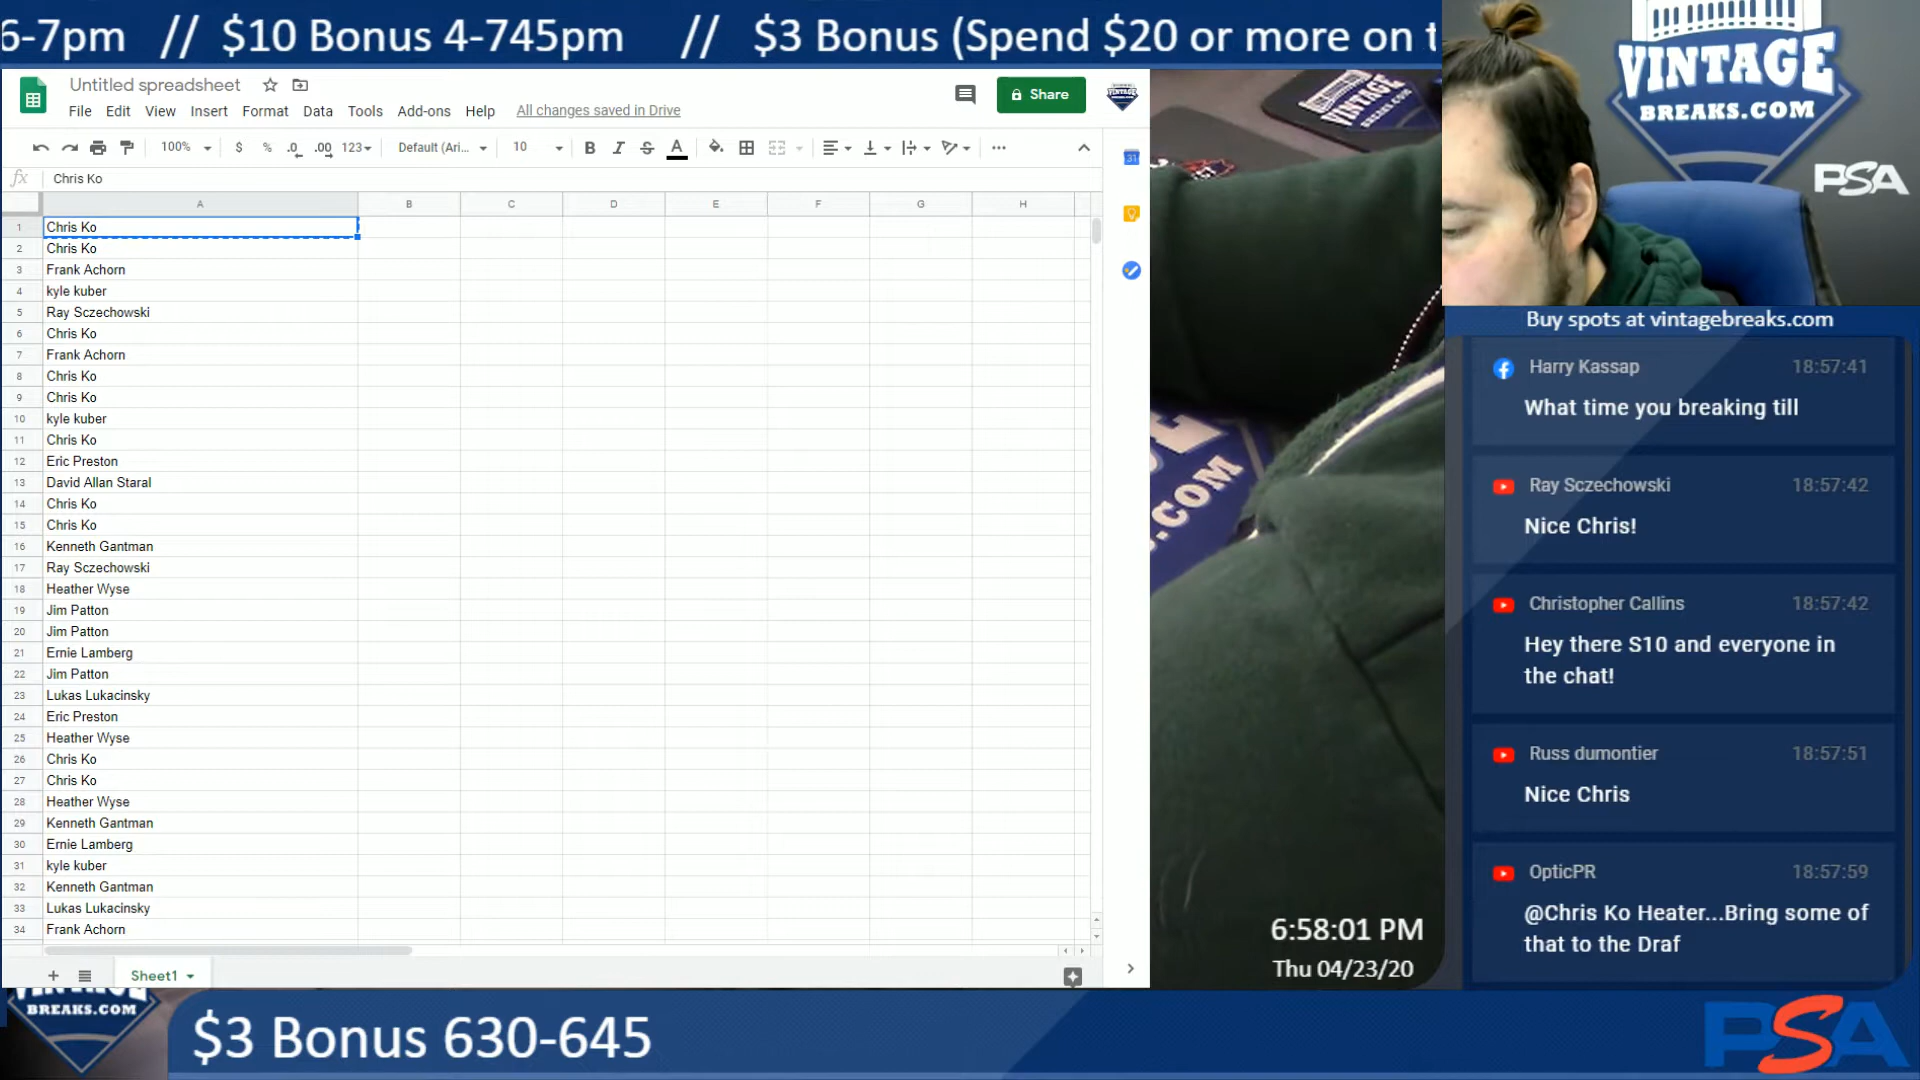 6-7pm // $10 Bonus 4-745pm // $3 Bonus (Spend $20 or more on t
VINTAGE
BREAKS.COM
PSA
Untitled spreadsheet
File Edit View Insert Format Data Tools Add-ons Help All changes saved in Drive
Share
100% $ % .0 .00 123 Default (Ari... 10 B I S A
fx Chris Ko
A B C D E F G H
1 Chris Ko
2 Chris Ko
3 Frank Achorn
4 kyle kuber
5 Ray Sczechowski
6 Chris Ko
7 Frank Achorn
8 Chris Ko
9 Chris Ko
10 kyle kuber
11 Chris Ko
12 Eric Preston
13 David Allan Staral
14 Chris Ko
15 Chris Ko
16 Kenneth Gantman
17 Ray Sczechowski
18 Heather Wyse
19 Jim Patton
20 Jim Patton
21 Ernie Lamberg
22 Jim Patton
23 Lukas Lukacinsky
24 Eric Preston
25 Heather Wyse
26 Chris Ko
27 Chris Ko
28 Heather Wyse
29 Kenneth Gantman
30 Ernie Lamberg
31 kyle kuber
32 Kenneth Gantman
33 Lukas Lukacinsky
34 Frank Achorn
Sheet1
31
VINTAGE
.COM
6:58:01 PM
Thu 04/23/20
Buy spots at vintagebreaks.com
Harry Kassap 18:57:41
What time you breaking till
Ray Sczechowski 18:57:42
Nice Chris!
Christopher Callins 18:57:42
Hey there S10 and everyone in
the chat!
Russ dumontier 18:57:51
Nice Chris
OpticPR 18:57:59
@Chris Ko Heater...Bring some of
that to the Draf
VINTAGE
BREAKS.COM
$3 Bonus 630-645
PSA